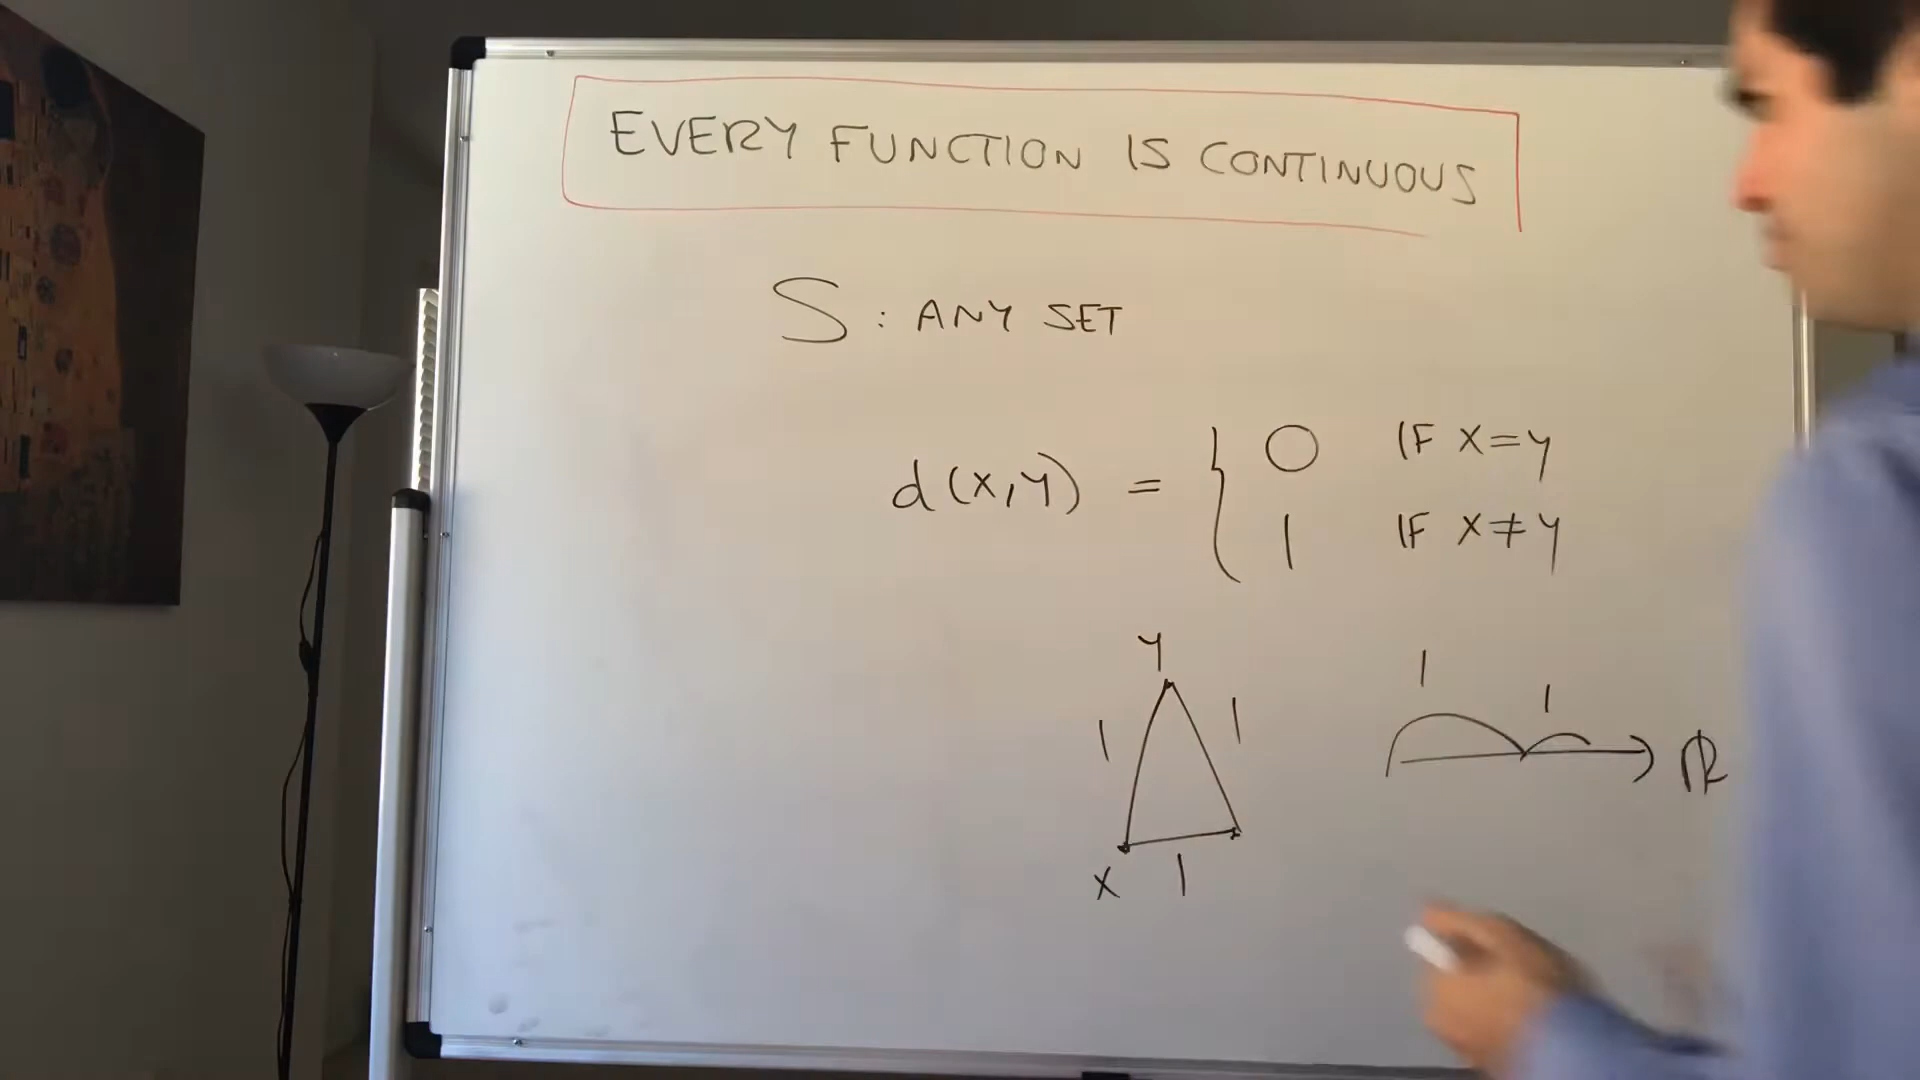 EVERY FUNCTION IS CONTINUOUS
S : ANY SET
d(x,y) = { 0 IF x=y
1 IF x≠y
y
1 1
x 1
1 1
ℝ